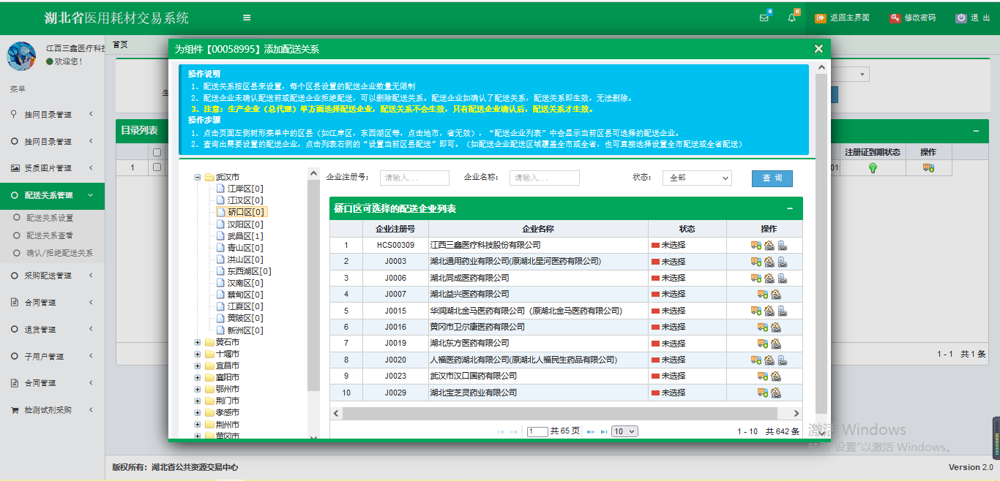 湖北省医用耗材交易系统
8
6
返回主界面
修改密码
退 出
江西三鑫医疗科技
欢迎您!
菜单
挂网目录管理
挂网目录管理
资质图片管理
配送关系管理
配送关系设置
配送关系查看
确认/拒绝配送关系
采购配送管理
合同管理
退货管理
子用户管理
合同管理
检测试剂采购
首页
目录列表
1
注册证到期状态
操作
1 - 1 共 1 条
为组件【00058995】添加配送关系
操作说明
1、配送关系按区县来设置，每个区县设置的配送企业数量无限制
2、配送企业未确认配送前或配送企业拒绝配送，可以删除配送关系。配送企业如确认了配送关系，配送关系即生效，无法删除。
3、注意：生产企业（总代理）单方面选择配送企业，配送关系不会生效，只有配送企业确认后，配送关系才生效。
操作步骤
1、点击页面左侧树形菜单中的区县（如江岸区，东西湖区等，点击地市，省无效），“配送企业列表”中会显示当前区县可选择的配送企业。
2、查询出需要设置的配送企业，点击列表右侧的“设置当前区县配送”即可。（如配送企业配送区域覆盖全市或全省，也可直接选择设置全市配送或全省配送）
武汉市
江岸区[0]
江汉区[0]
硚口区[0]
汉阳区[0]
武昌区[1]
青山区[0]
洪山区[0]
东西湖区[0]
汉南区[0]
蔡甸区[0]
江夏区[0]
黄陂区[0]
新洲区[0]
黄石市
十堰市
宜昌市
襄阳市
鄂州市
荆门市
孝感市
荆州市
黄冈市
企业注册号: 请输入... 企业名称: 请输入... 状态: 全部 查 询
硚口区可选择的配送企业列表
企业注册号 企业名称 状态 操作
1 HCS00309 江西三鑫医疗科技股份有限公司 未选择
2 J0003 湖北通用药业有限公司(原湖北星河医药有限公司) 未选择
3 J0006 湖北同成医药有限公司 未选择
4 J0007 湖北益兴医药有限公司 未选择
5 J0015 华润湖北金马医药有限公司（原湖北金马医药有限公司) 未选择
6 J0016 黄冈市卫尔康医药有限公司 未选择
7 J0019 湖北东方医药有限公司 未选择
8 J0020 人福医药湖北有限公司(原湖北人福民生药品有限公司) 未选择
9 J0023 武汉市汉口国药有限公司 未选择
10 J0029 湖北宝芝灵药业有限公司 未选择
1 共 65 页 10 1 - 10 共 642 条
激活 Windows
转到"设置"以激活 Windows。
版权所有: 湖北省公共资源交易中心
Version 2.0